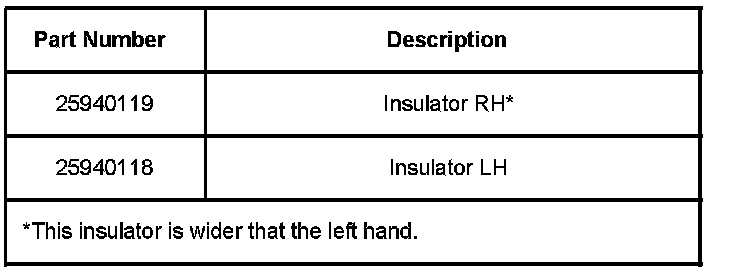 Part Number Description
25940119 Insulator RH*
25940118 Insulator LH
*This insulator is wider that the left hand.